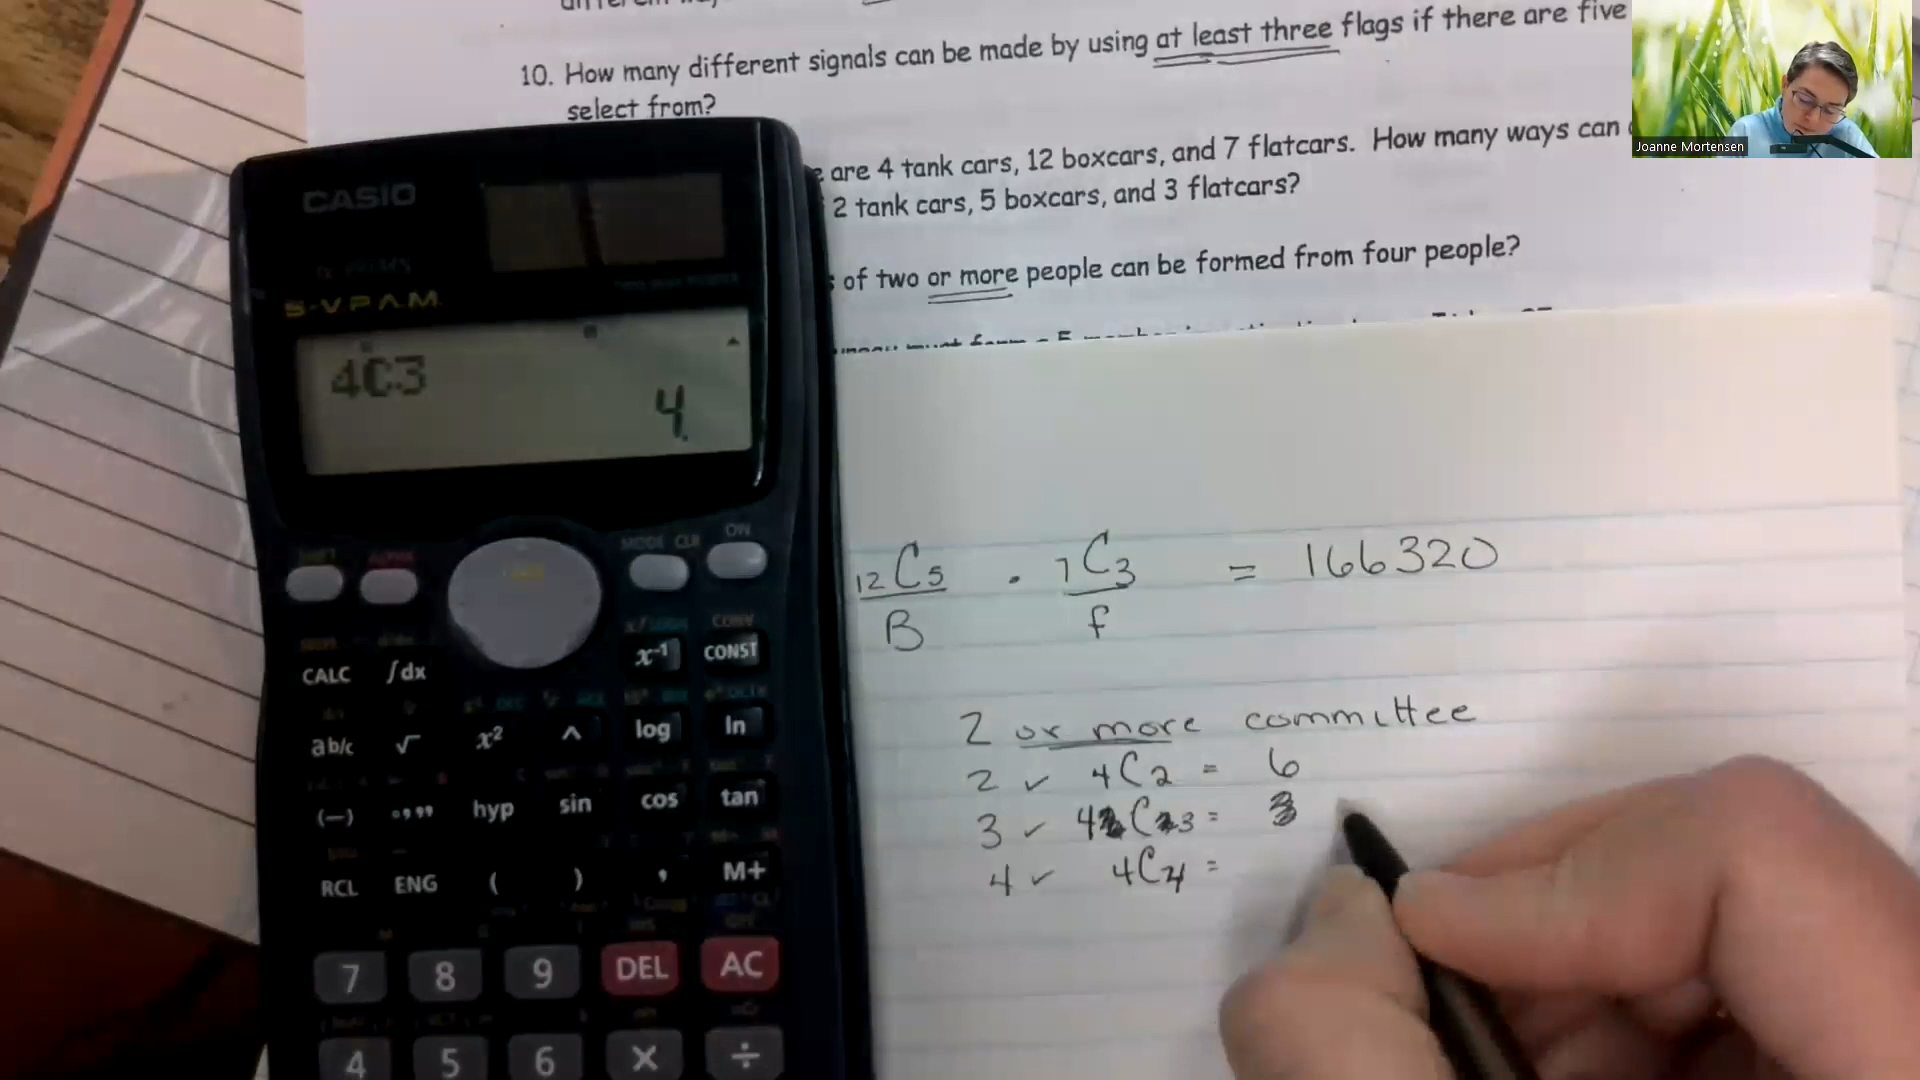 10. How many different signals can be made by using at least three flags if there are five
select from?
are 4 tank cars, 12 boxcars, and 7 flatcars. How many ways can
2 tank cars, 5 boxcars, and 3 flatcars?
of two or more people can be formed from four people?
Joanne Mortensen
CASIO
S-V.P.A.M.
4C3
4.
MODE CLR ON
CALC ∫dx x⁻¹ CONST
ab/c √ x² ^ log ln
(—) °,,, hyp sin cos tan
RCL ENG ( ) , M+
7 8 9 DEL AC
4 5 6 × ÷
12C5 · 7C3 = 166320
B f
2 or more committee
2 ✓ 4C2 = 6
3 ✓ 4C3 =
4 ✓ 4C4 =